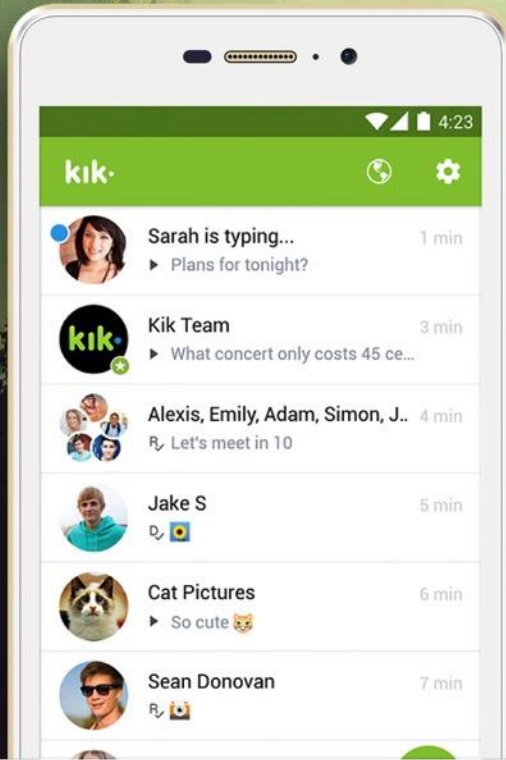 4:23
kik·
Sarah is typing...
1 min
Plans for tonight?
kik·
Kik Team
3 min
What concert only costs 45 ce...
Alexis, Emily, Adam, Simon, J..
4 min
R Let's meet in 10
Jake S
5 min
D
Cat Pictures
6 min
So cute
Sean Donovan
7 min
R